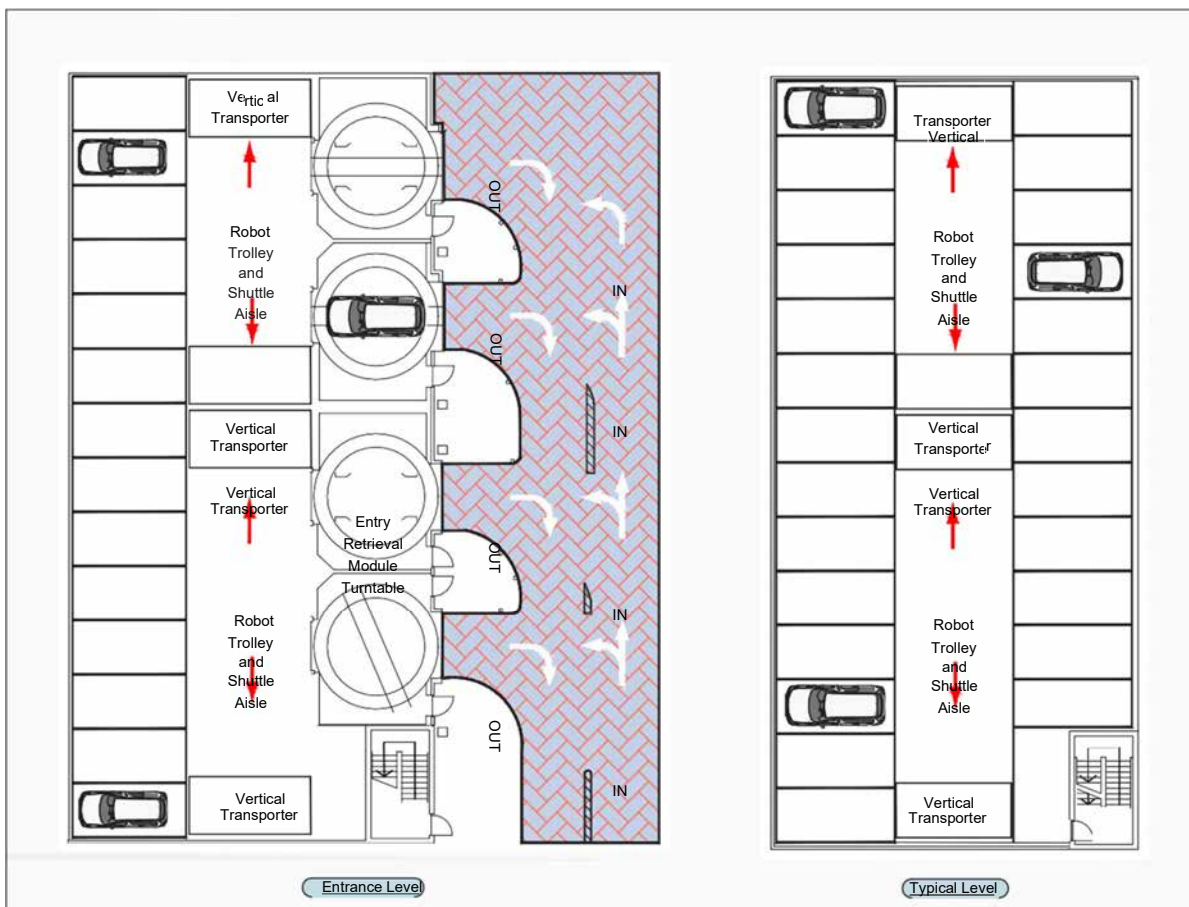 Vertical
Transporter
Robot
Trolley
and
Shuttle
Aisle
Vertical
Transporter
Vertical
Transporter
Robot
Trolley
and
Shuttle
Aisle
Vertical
Transporter
Entry
Retrieval
Module
Turntable
OUT
IN
OUT
IN
OUT
IN
OUT
IN
Entrance Level
Transporter
Vertical
Robot
Trolley
and
Shuttle
Aisle
Vertical
Transporter
Vertical
Transporter
Robot
Trolley
and
Shuttle
Aisle
Vertical
Transporter
Typical Level